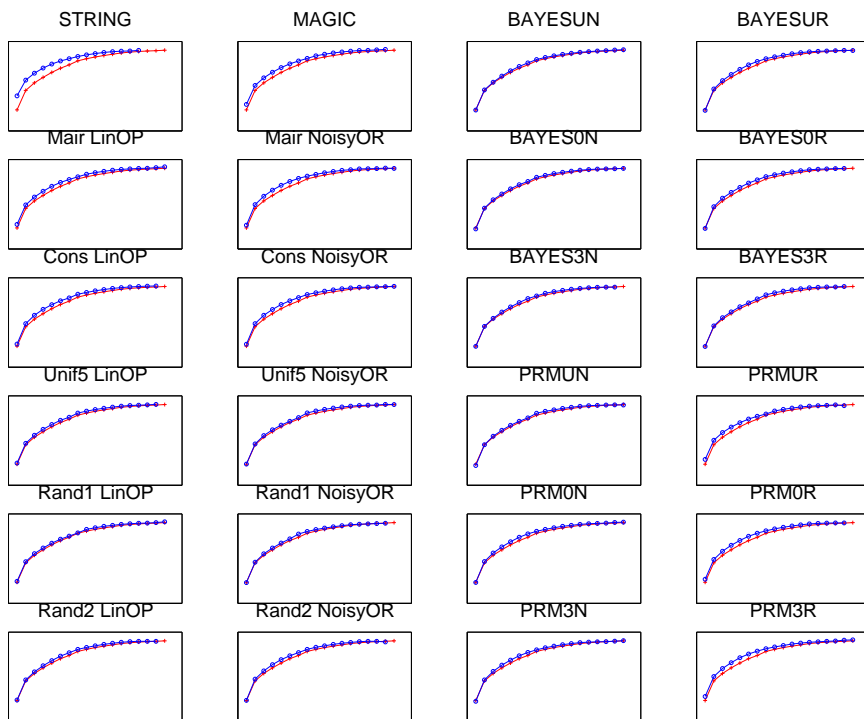 STRING MAGIC BAYESUN BAYESUR
Mair LinOP Mair NoisyOR BAYES0N BAYES0R
Cons LinOP Cons NoisyOR BAYES3N BAYES3R
Unif5 LinOP Unif5 NoisyOR PRMUN PRMUR
Rand1 LinOP Rand1 NoisyOR PRM0N PRM0R
Rand2 LinOP Rand2 NoisyOR PRM3N PRM3R